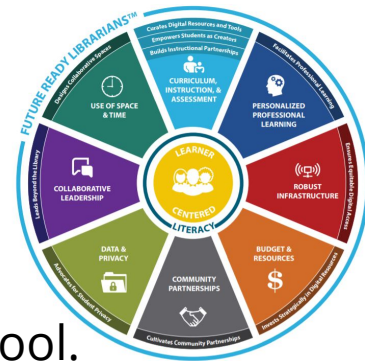 FUTURE READY LIBRARIANS™
Curates Digital Resources and Tools
Empowers Students as Creators
Builds Instructional Partnerships
CURRICULUM,
INSTRUCTION, &
ASSESSMENT
Facilitates Professional Learning
PERSONALIZED
PROFESSIONAL
LEARNING
Ensures Equitable Digital Access
ROBUST
INFRASTRUCTURE
Invests Strategically in Digital Resources
BUDGET &
RESOURCES
$
Cultivates Community Partnerships
COMMUNITY
PARTNERSHIPS
Advocates for Student Privacy
DATA &
PRIVACY
Leads Beyond the Library
COLLABORATIVE
LEADERSHIP
Designs Collaborative Spaces
USE OF SPACE
& TIME
LEARNER
CENTERED
LITERACY
ool.